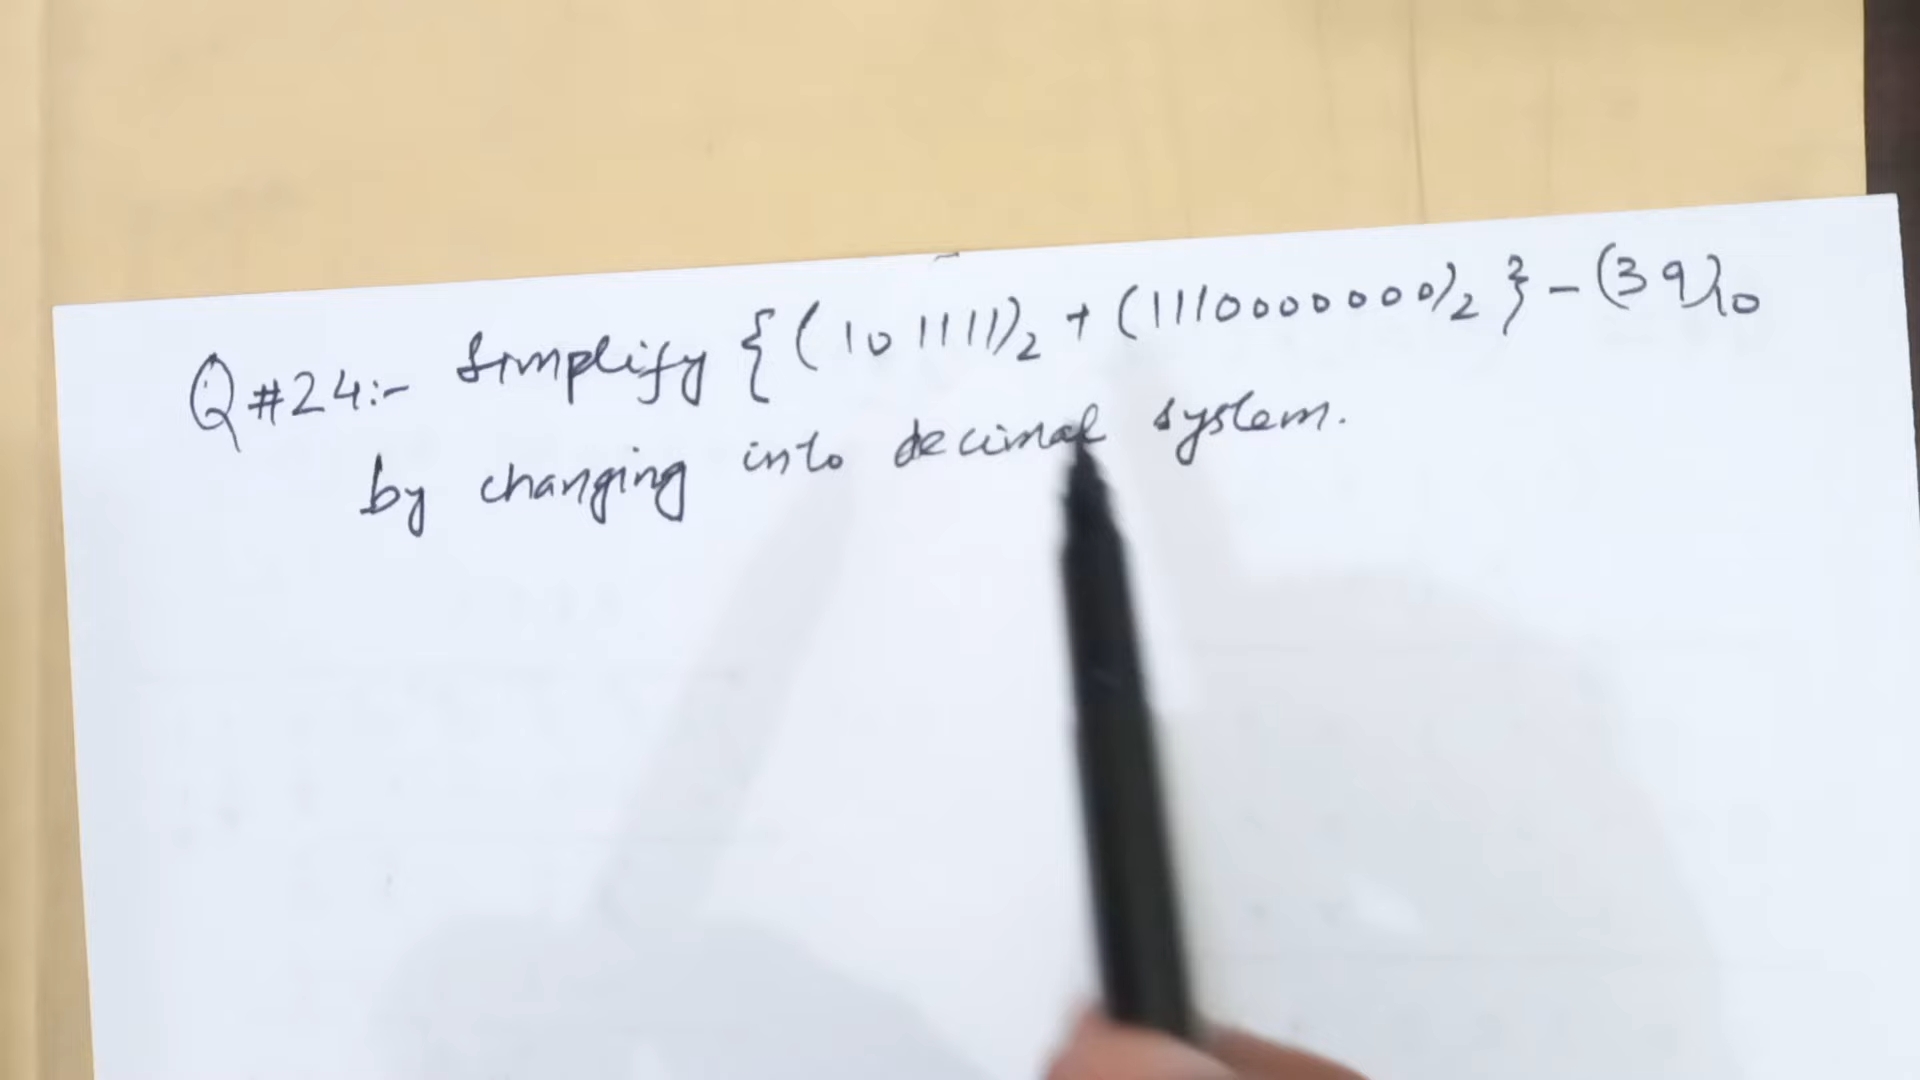 Q#24:- Simplify {(101111)₂ + (1110000000)₂} - (39)₁₀
by changing into decimal system.